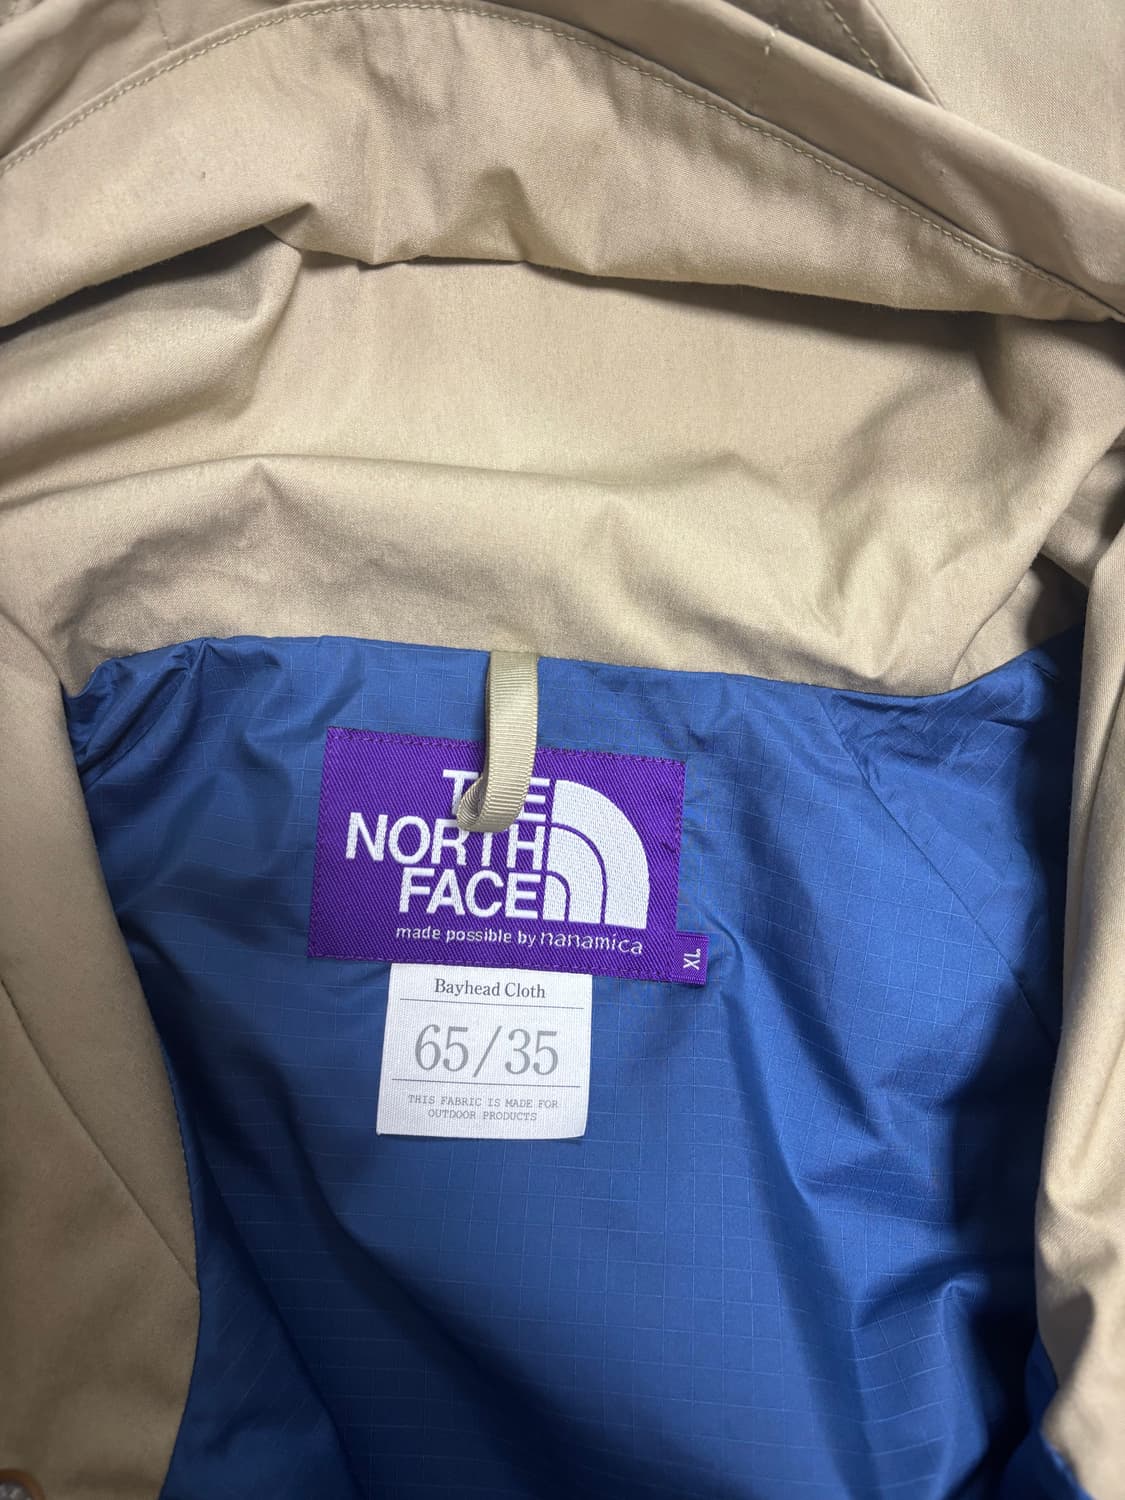 THE
NORTH
FACE
made possible by nanamica
XL
Bayhead Cloth
65/35
THIS FABRIC IS MADE FOR
OUTDOOR PRODUCTS